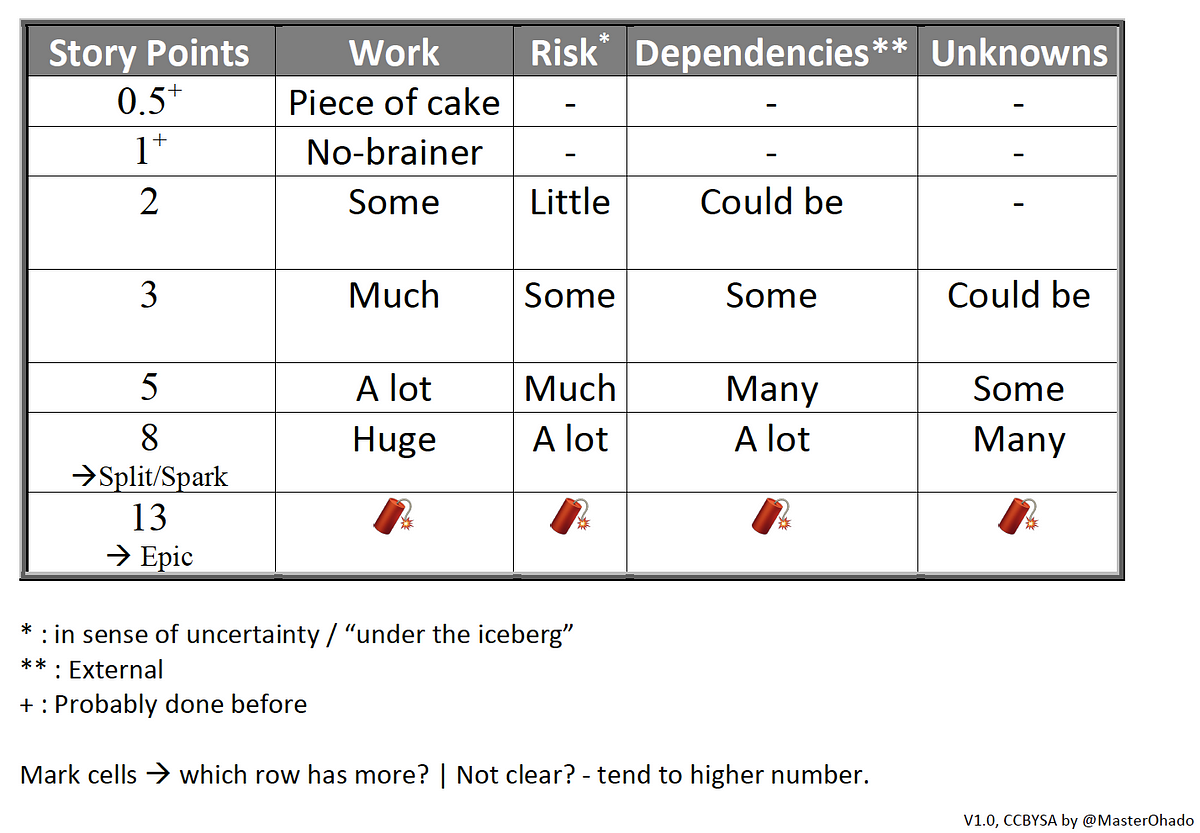 Story Points Work Risk* Dependencies** Unknowns
0.5+ Piece of cake - - -
1+ No-brainer - - -
2 Some Little Could be -
3 Much Some Some Could be
5 A lot Much Many Some
8 Huge A lot A lot Many
→Split/Spark
13
→ Epic
* : in sense of uncertainty / “under the iceberg”
** : External
+ : Probably done before
Mark cells → which row has more? | Not clear? - tend to higher number.
V1.0, CCBYSA by @MasterOhado